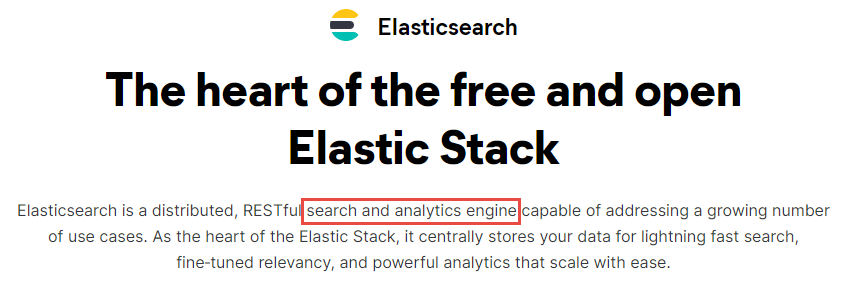 Elasticsearch
The heart of the free and open
Elastic Stack
Elasticsearch is a distributed, RESTful search and analytics engine capable of addressing a growing number
of use cases. As the heart of the Elastic Stack, it centrally stores your data for lightning fast search,
fine-tuned relevancy, and powerful analytics that scale with ease.